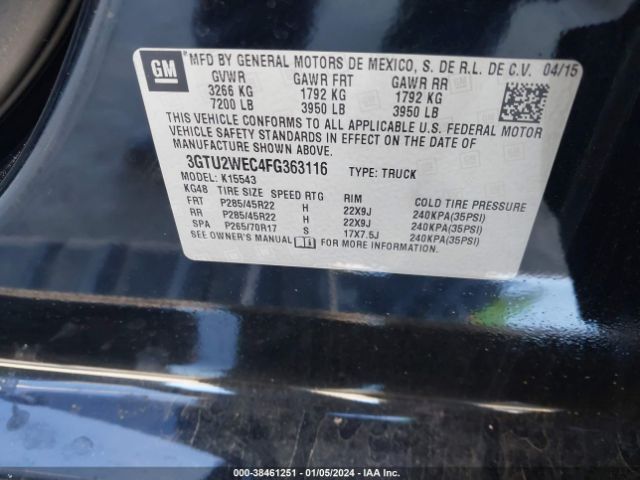 GM
MFD BY GENERAL MOTORS DE MEXICO, S. DE R.L. DE C.V. 04/15
GVWR GAWR FRT GAWR RR
3266 KG 1792 KG 1792 KG
7200 LB 3950 LB 3950 LB
THIS VEHICLE CONFORMS TO ALL APPLICABLE U.S. FEDERAL MOTOR
VEHICLE SAFETY STANDARDS IN EFFECT ON THE DATE OF
MANUFACTURE SHOWN ABOVE.
3GTU2WEC4FG363116 TYPE: TRUCK
MODEL: K15543
KG48 TIRE SIZE SPEED RTG RIM COLD TIRE PRESSURE
FRT P285/45R22 H 22X9J 240KPA(35PSI)
RR P285/45R22 H 22X9J 240KPA(35PSI)
SPA P265/70R17 S 17X7.5J 240KPA(35PSI)
SEE OWNER'S MANUAL FOR MORE INFORMATION
000-38461251 | 01/05/2024 | IAA Inc.